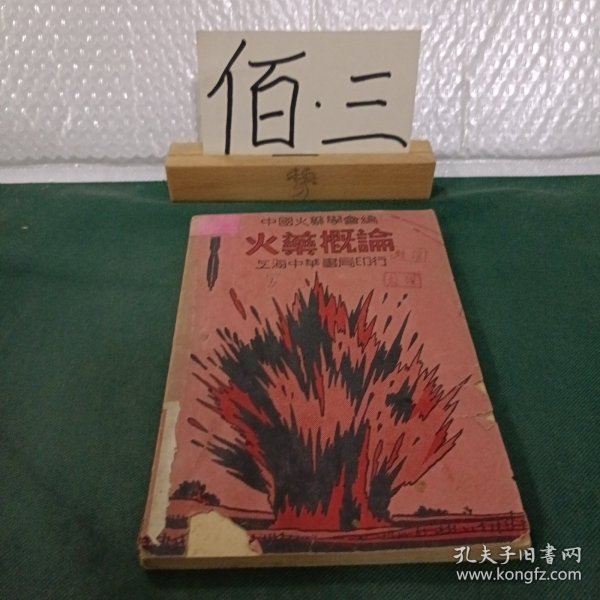 佰·三
中國火藥學會編
火藥概論
上海中華書局印行
孔夫子旧书网
www.kongfz.com